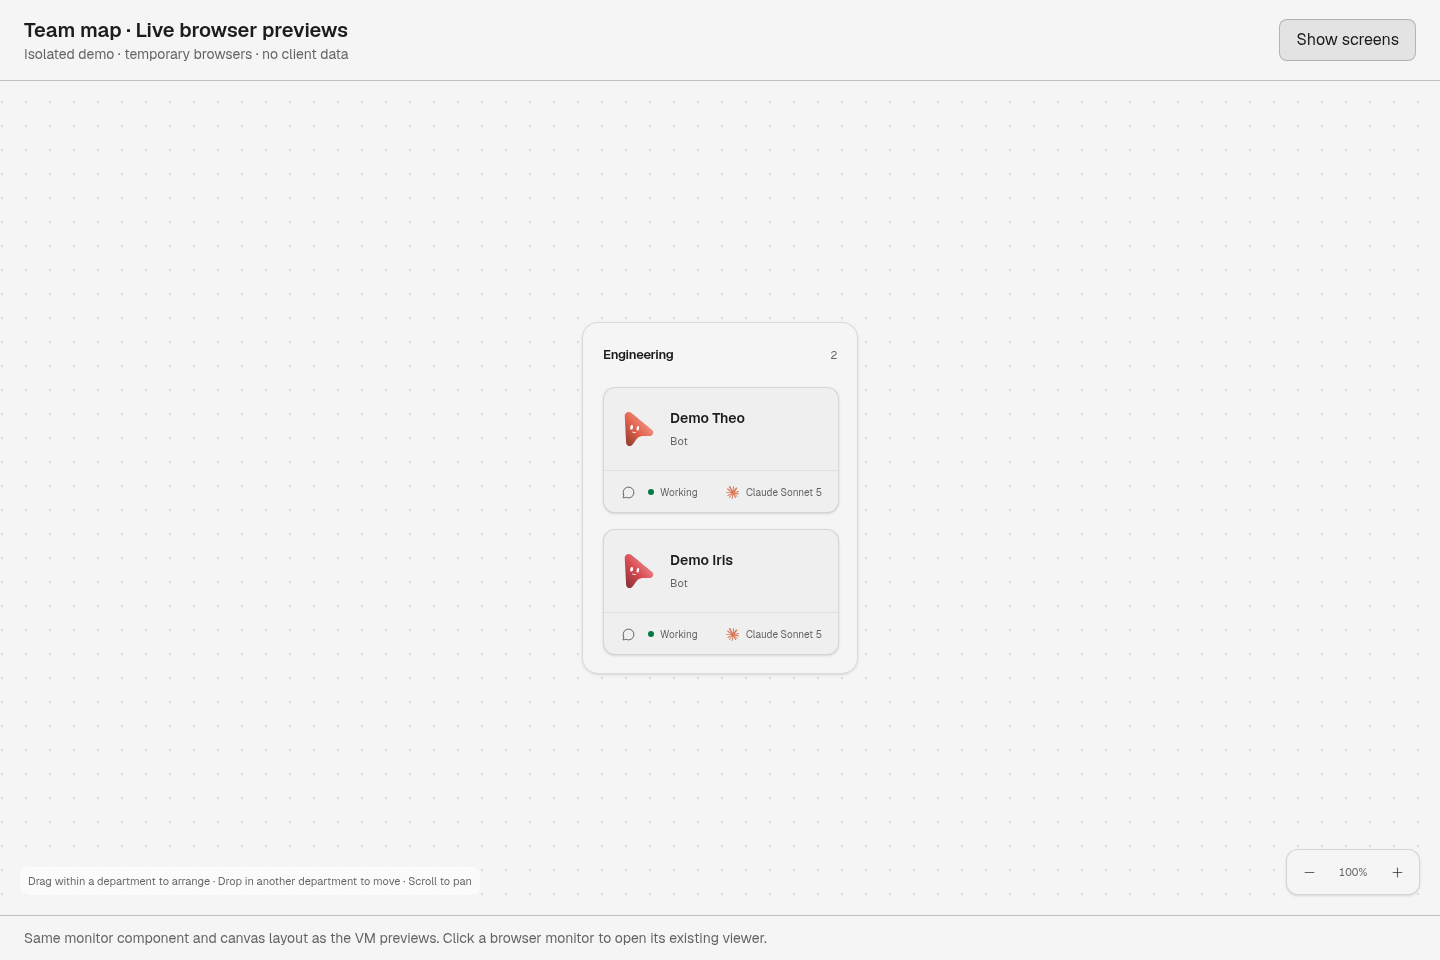 Team map · Live browser previews
Isolated demo · temporary browsers · no client data
Show screens
Engineering 2
Demo Theo
Bot
Working Claude Sonnet 5
Demo Iris
Bot
Working Claude Sonnet 5
Drag within a department to arrange · Drop in another department to move · Scroll to pan
− 100% +
Same monitor component and canvas layout as the VM previews. Click a browser monitor to open its existing viewer.